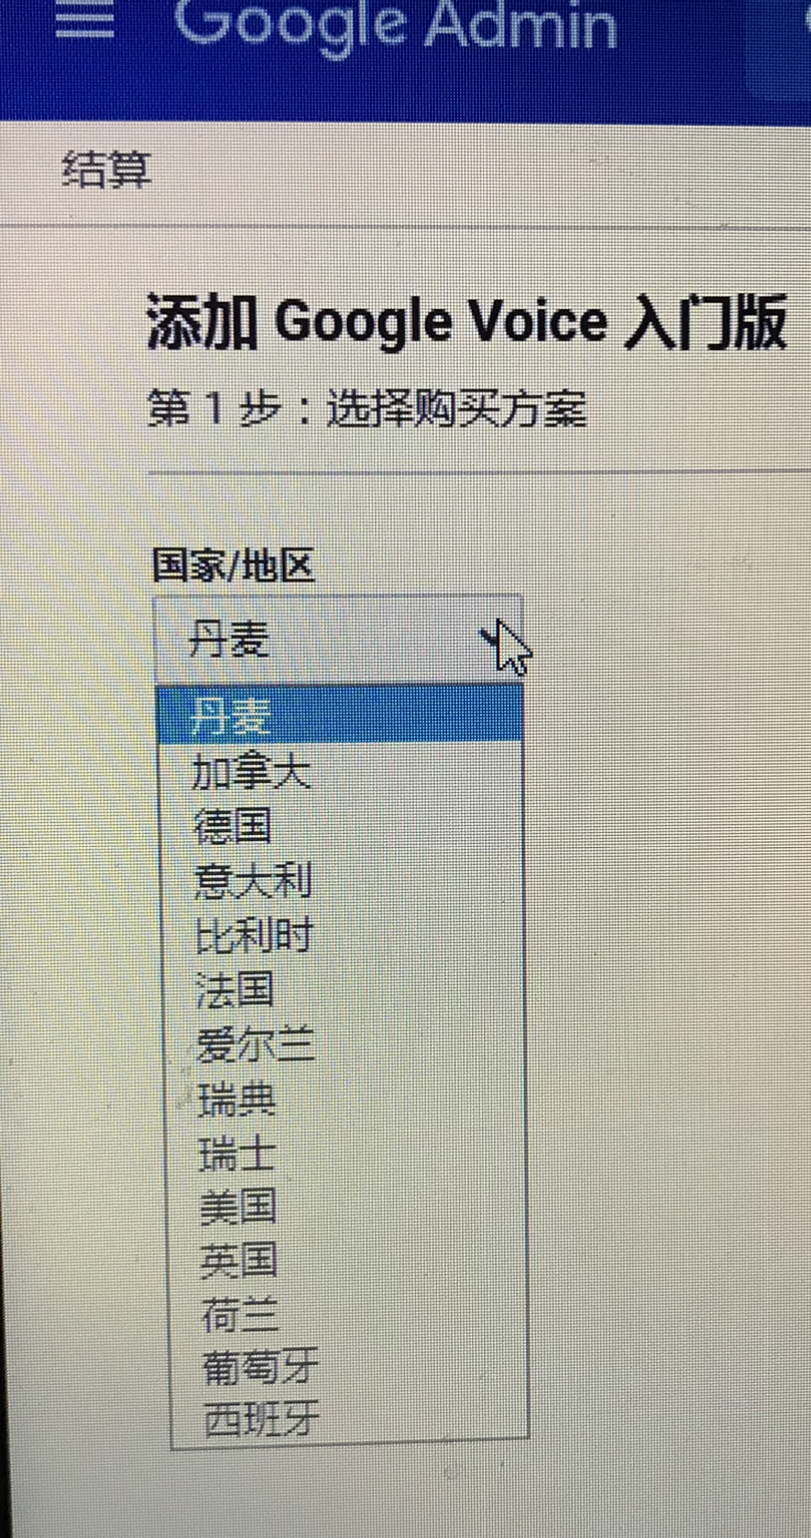 Google Admin
结算
添加 Google Voice 入门版
第 1 步：选择购买方案
国家/地区
丹麦
丹麦
加拿大
德国
意大利
比利时
法国
爱尔兰
瑞典
瑞士
美国
英国
荷兰
葡萄牙
西班牙